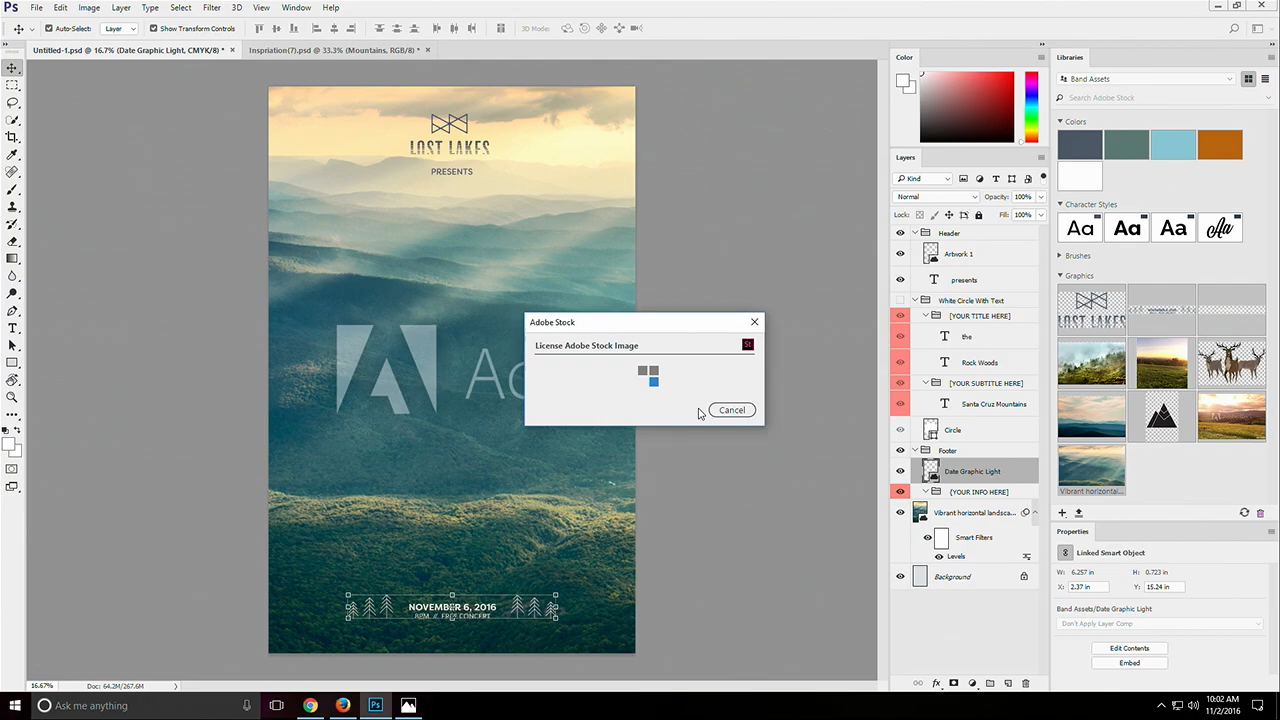 Ps File Edit Image Layer Type Select Filter 3D View Window Help
Auto-Select: Layer Show Transform Controls 3D Mode:
Untitled-1.psd @ 16.7% (Date Graphic Light, CMYK/8) * × Inspriation(7).psd @ 33.3% (Mountains, RGB/8) * ×
LOST LAKES
PRESENTS
A
NOVEMBER 6, 2016
8PM // FREE CONCERT
Adobe Stock
License Adobe Stock Image
St
Cancel
16.67% Doc: 64.2M/267.6M
Color
Layers
Kind
Normal Opacity: 100%
Lock: Fill: 100%
Header
Artwork 1
T presents
White Circle With Text
[YOUR TITLE HERE]
T the
T Rock Woods
[YOUR SUBTITLE HERE]
T Santa Cruz Mountains
Circle
Footer
Date Graphic Light
{YOUR INFO HERE]
Vibrant horizontal landsca...
Smart Filters
Levels
Background
Libraries
Band Assets
Search Adobe Stock
Colors
Character Styles
Aa Aa Aa Aa
Brushes
Graphics
LOST LAKES
Vibrant horizontal...
Properties
Linked Smart Object
W: 6.257 in H: 0.723 in
X: 2.37 in Y: 15.24 in
Band Assets/Date Graphic Light
Don't Apply Layer Comp
Edit Contents
Embed
Ask me anything
Ps
10:02 AM
11/2/2016